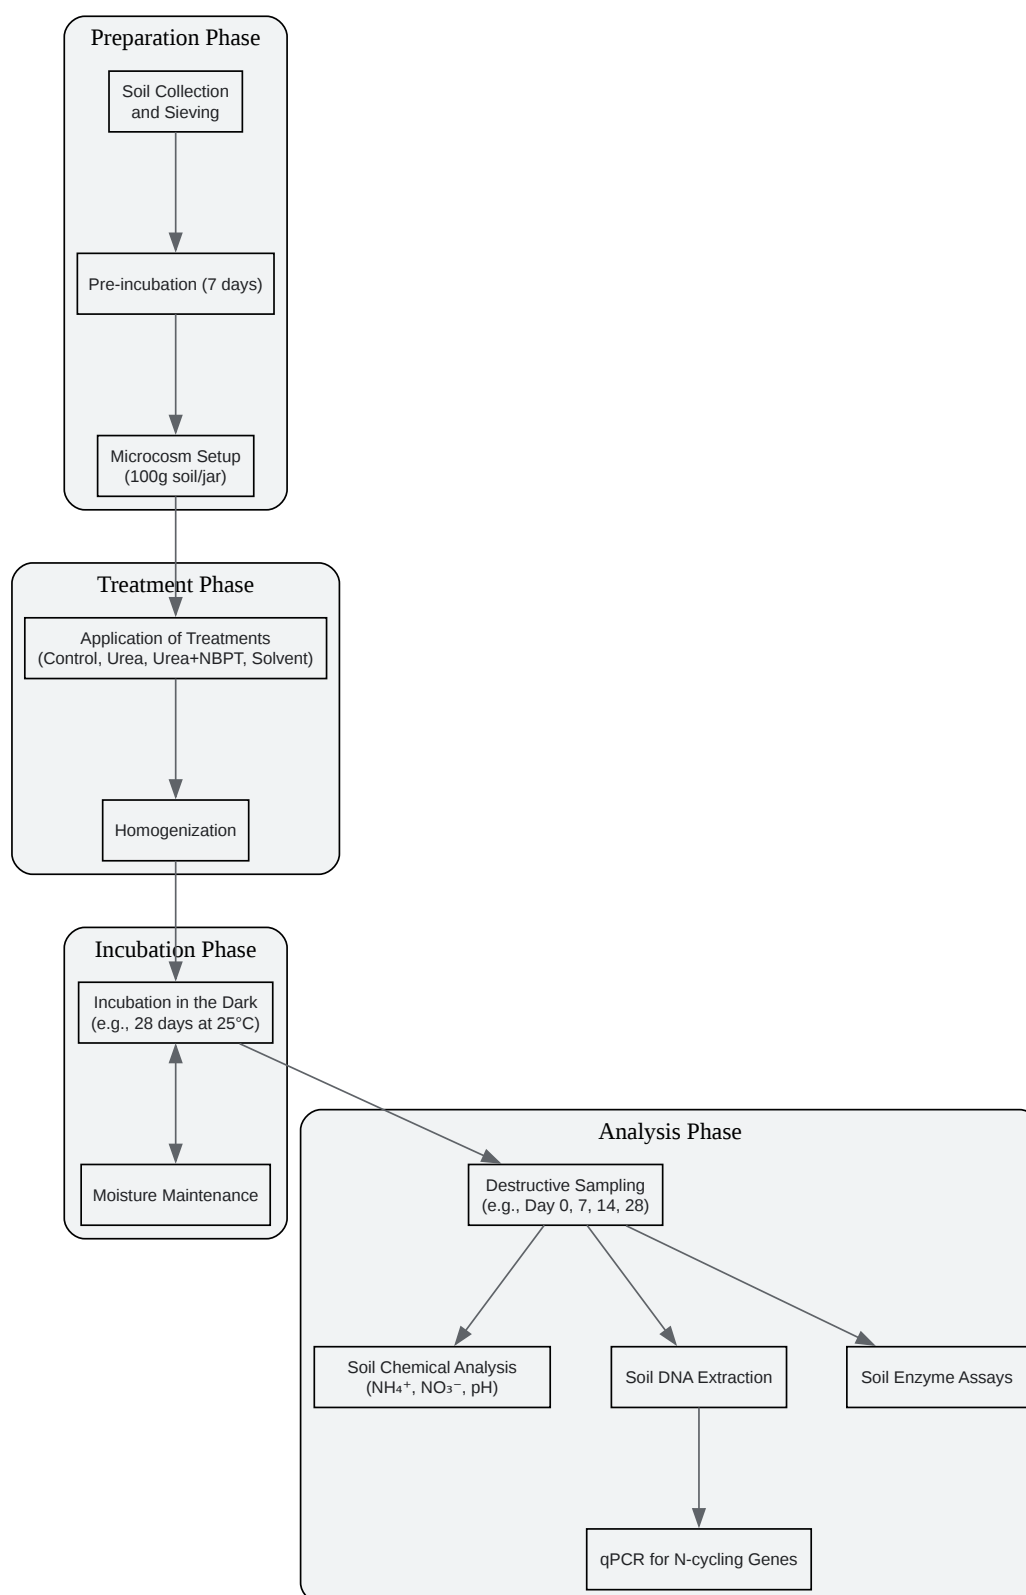 Preparation Phase
Soil Collection
and Sieving
Pre-incubation (7 days)
Microcosm Setup
(100g soil/jar)
Treatment Phase
Application of Treatments
(Control, Urea, Urea+NBPT, Solvent)
Homogenization
Incubation Phase
Incubation in the Dark
(e.g., 28 days at 25°C)
Moisture Maintenance
Analysis Phase
Destructive Sampling
(e.g., Day 0, 7, 14, 28)
Soil Chemical Analysis
(NH₄⁺, NO₃⁻, pH)
Soil DNA Extraction
Soil Enzyme Assays
qPCR for N-cycling Genes